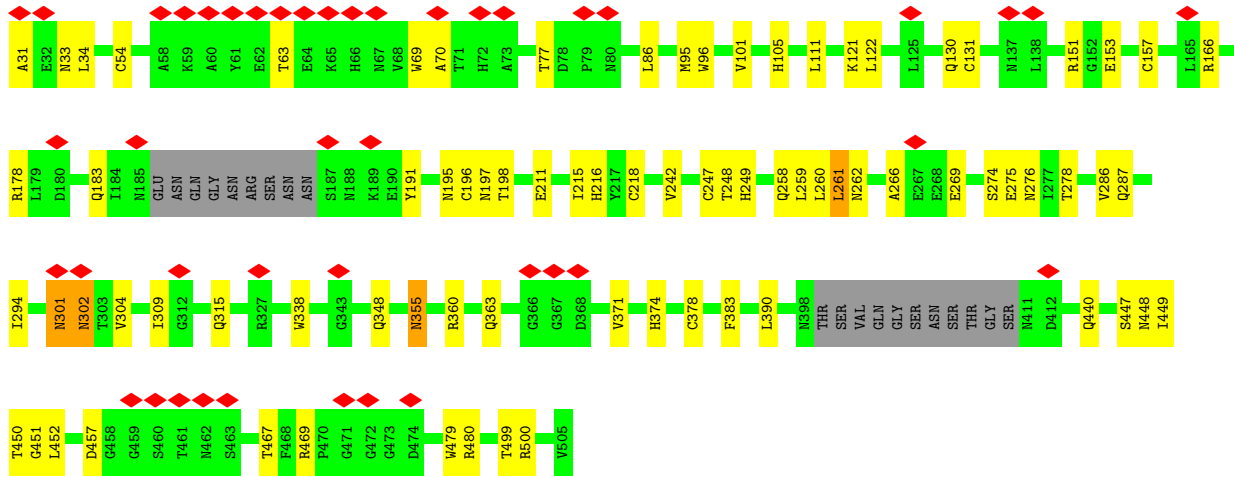 A31 E32 N33 L34 C54 A58 K59 A60 Y61 E62 T63 E64 K65 H66 N67 V68 W69 A70 T71 H72 A73 T77 D78 P79 N80 L86 M95 W96 V101 H105 L111 K121 L122 L125 Q130 C131 N137 L138 R151 G152 E153 C157 L165 R166
R178 L179 D180 Q183 I184 N185 GLU ASN GLN GLY ASN ARG SER ASN ASN S187 N188 K189 E190 Y191 N195 C196 N197 T198 E211 I215 H216 Y217 C218 V242 C247 T248 H249 Q258 L259 L260 L261 N262 A266 E267 E268 E269 S274 E275 N276 I277 T278 V286 Q287
I294 N301 N302 T303 V304 I309 G312 Q315 R327 W338 G343 Q348 N355 R360 Q363 G366 G367 D368 V371 H374 C378 F383 L390 N398 THR SER VAL GLN GLY SER ASN SER THR GLY SER N411 D412 Q440 S447 N448 I449
T450 G451 L452 D457 G458 G459 S460 T461 N462 S463 T467 F468 R469 P470 G471 G472 G473 D474 W479 R480 T499 R500 V505